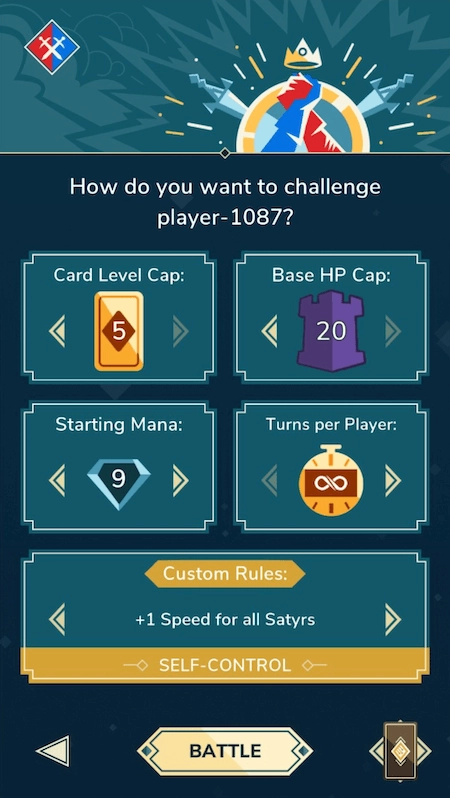 How do you want to challenge
player-1087?
Card Level Cap:
5
Base HP Cap:
20
Starting Mana:
9
Turns per Player:
∞
Custom Rules:
+1 Speed for all Satyrs
SELF-CONTROL
BATTLE